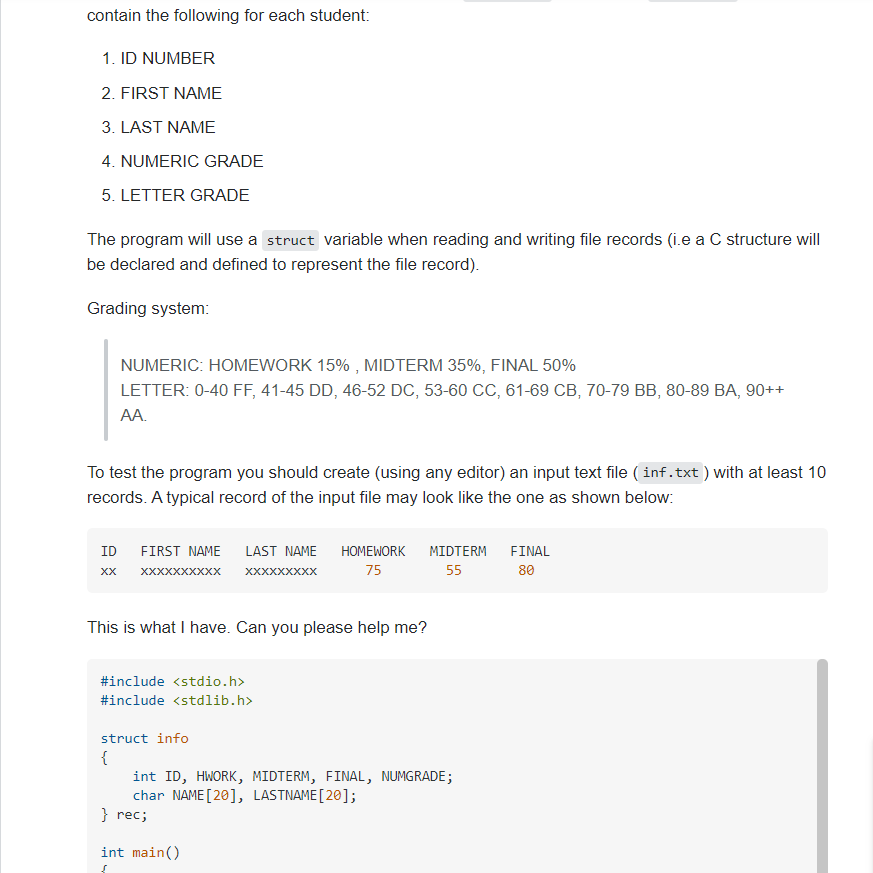 contain the following for each student:
1. ID NUMBER
2. FIRST NAME
3. LAST NAME
4. NUMERIC GRADE
5. LETTER GRADE
The program will use a struct variable when reading and writing file records (i.e a C structure will
be declared and defined to represent the file record).
Grading system:
NUMERIC: HOMEWORK 15% , MIDTERM 35%, FINAL 50%
LETTER: 0-40 FF, 41-45 DD, 46-52 DC, 53-60 CC, 61-69 CB, 70-79 BB, 80-89 BA, 90++
AA.
To test the program you should create (using any editor) an input text file ( inf.txt ) with at least 10
records. A typical record of the input file may look like the one as shown below:
ID FIRST NAME LAST NAME HOMEWORK MIDTERM FINAL
xx xxxxxxxxxx xxxxxxxxx 75 55 80
This is what I have. Can you please help me?
#include <stdio.h>
#include <stdlib.h>
struct info
{
int ID, HWORK, MIDTERM, FINAL, NUMGRADE;
char NAME[20], LASTNAME[20];
} rec;
int main()
{